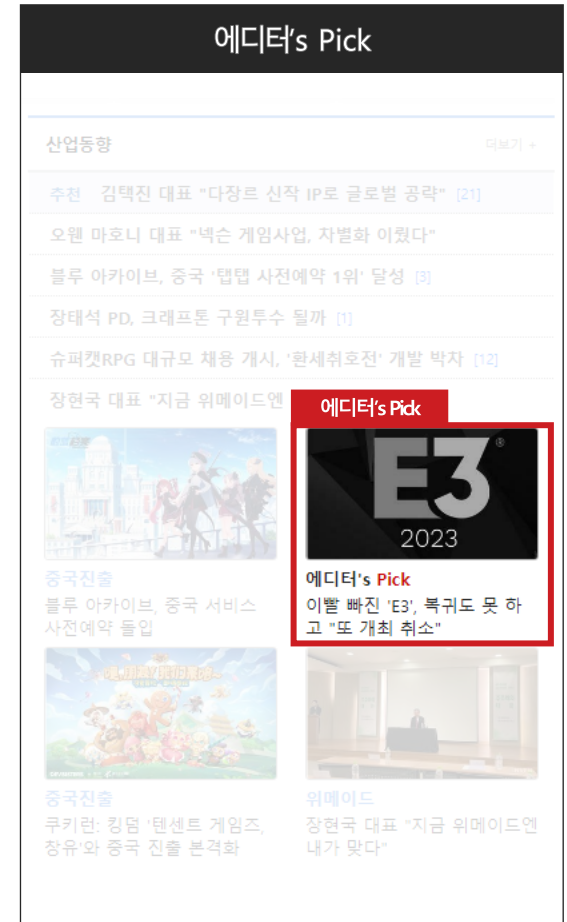 에디터's Pick
산업동향
더보기 +
추천 김택진 대표 "다장르 신작 IP로 글로벌 공략" [21]
오웬 마호니 대표 "넥슨 게임사업, 차별화 이뤘다"
블루 아카이브, 중국 '탭탭 사전예약 1위' 달성 [3]
장태석 PD, 크래프톤 구원투수 될까 [1]
슈퍼캣RPG 대규모 채용 개시, '환세취호전' 개발 박차 [12]
장현국 대표 "지금 위메이드엔
에디터's Pick
E3®
2023
중국진출
블루 아카이브, 중국 서비스
사전예약 돌입
에디터's Pick
이빨 빠진 'E3', 복귀도 못 하
고 "또 개최 취소"
중국진출
쿠키런: 킹덤 '텐센트 게임즈,
창유'와 중국 진출 본격화
위메이드
장현국 대표 "지금 위메이드엔
내가 맞다"